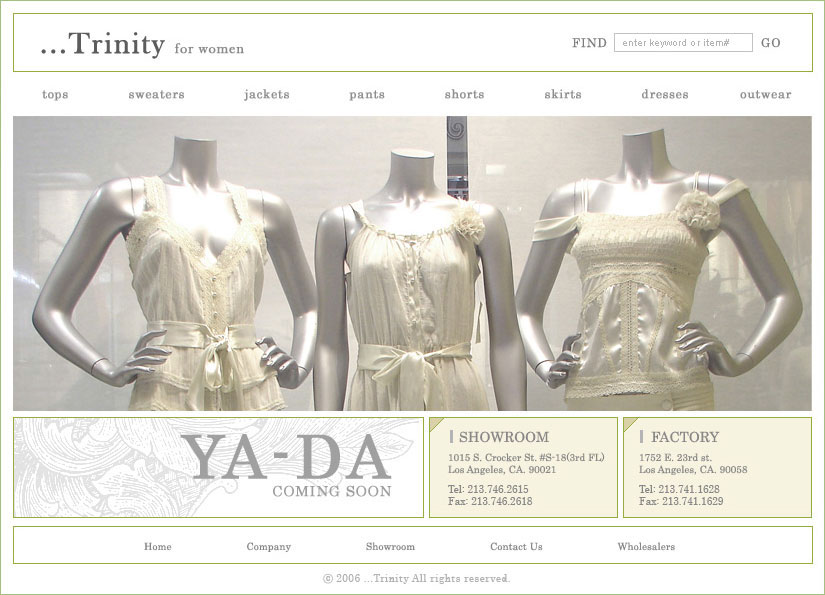 ...Trinity for women
FIND enter keyword or item# GO
tops sweaters jackets pants shorts skirts dresses outwear
YA-DA
COMING SOON
SHOWROOM
1015 S. Crocker St. #S-18(3rd FL)
Los Angeles, CA. 90021
Tel: 213.746.2615
Fax: 213.746.2618
FACTORY
1752 E. 23rd st.
Los Angeles, CA. 90058
Tel: 213.741.1628
Fax: 213.741.1629
Home Company Showroom Contact Us Wholesalers
ⓒ 2006 ...Trinity All rights reserved.